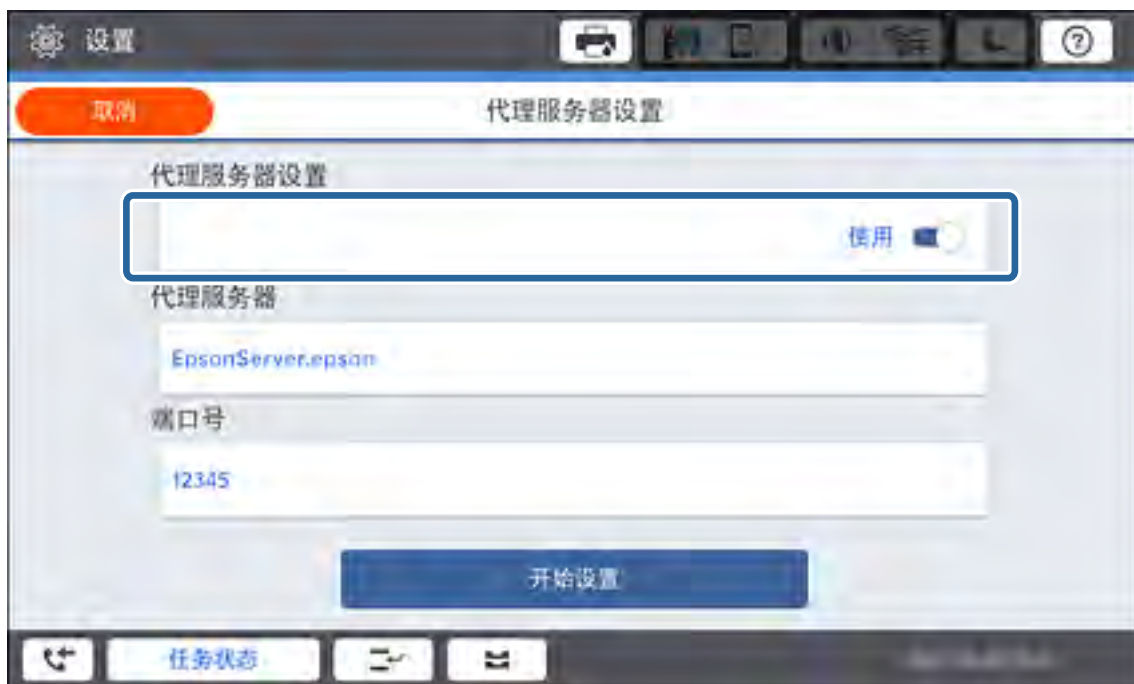 设置
取消
代理服务器设置
代理服务器设置
使用
代理服务器
EpsonServer.epson
端口号
12345
开始设置
任务状态